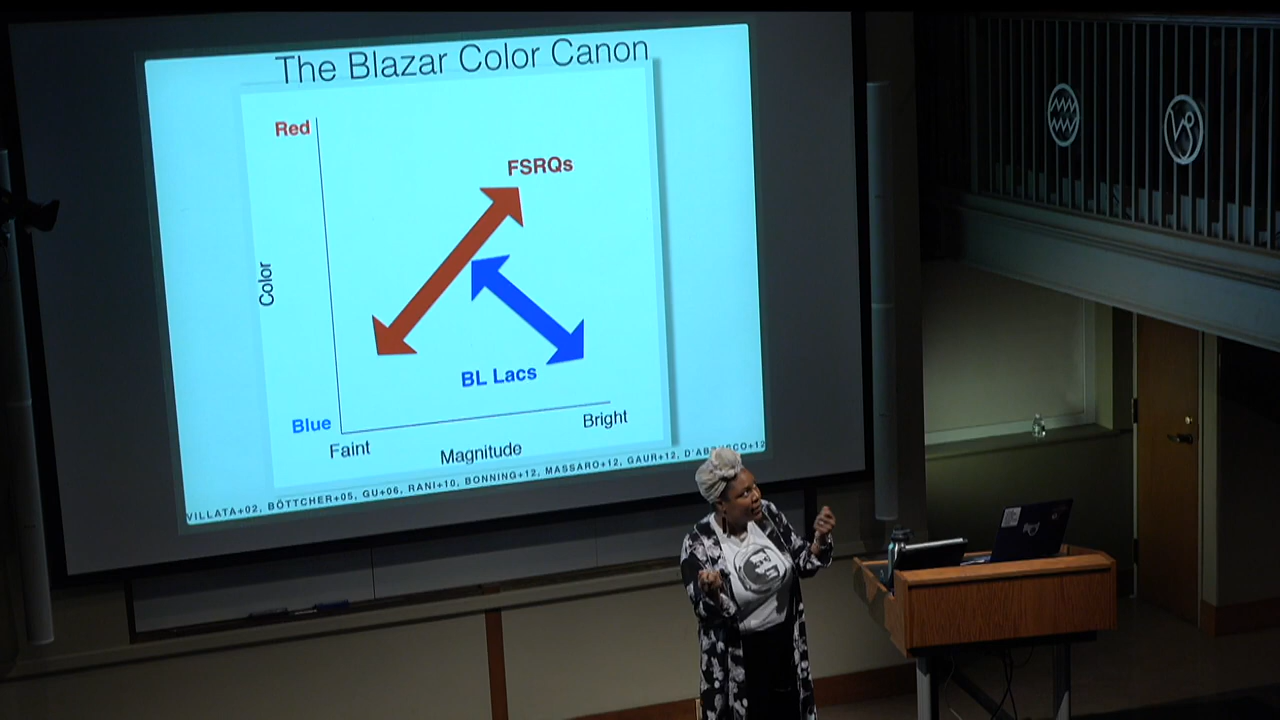 The Blazar Color Canon
Red
FSRQs
Color
BL Lacs
Blue
Faint
Magnitude
Bright
VILLATA+02, BÖTTCHER+05, GU+06, RANI+10, BONNING+12, MASSARO+12, GAUR+12, D'ABRUSCO+12